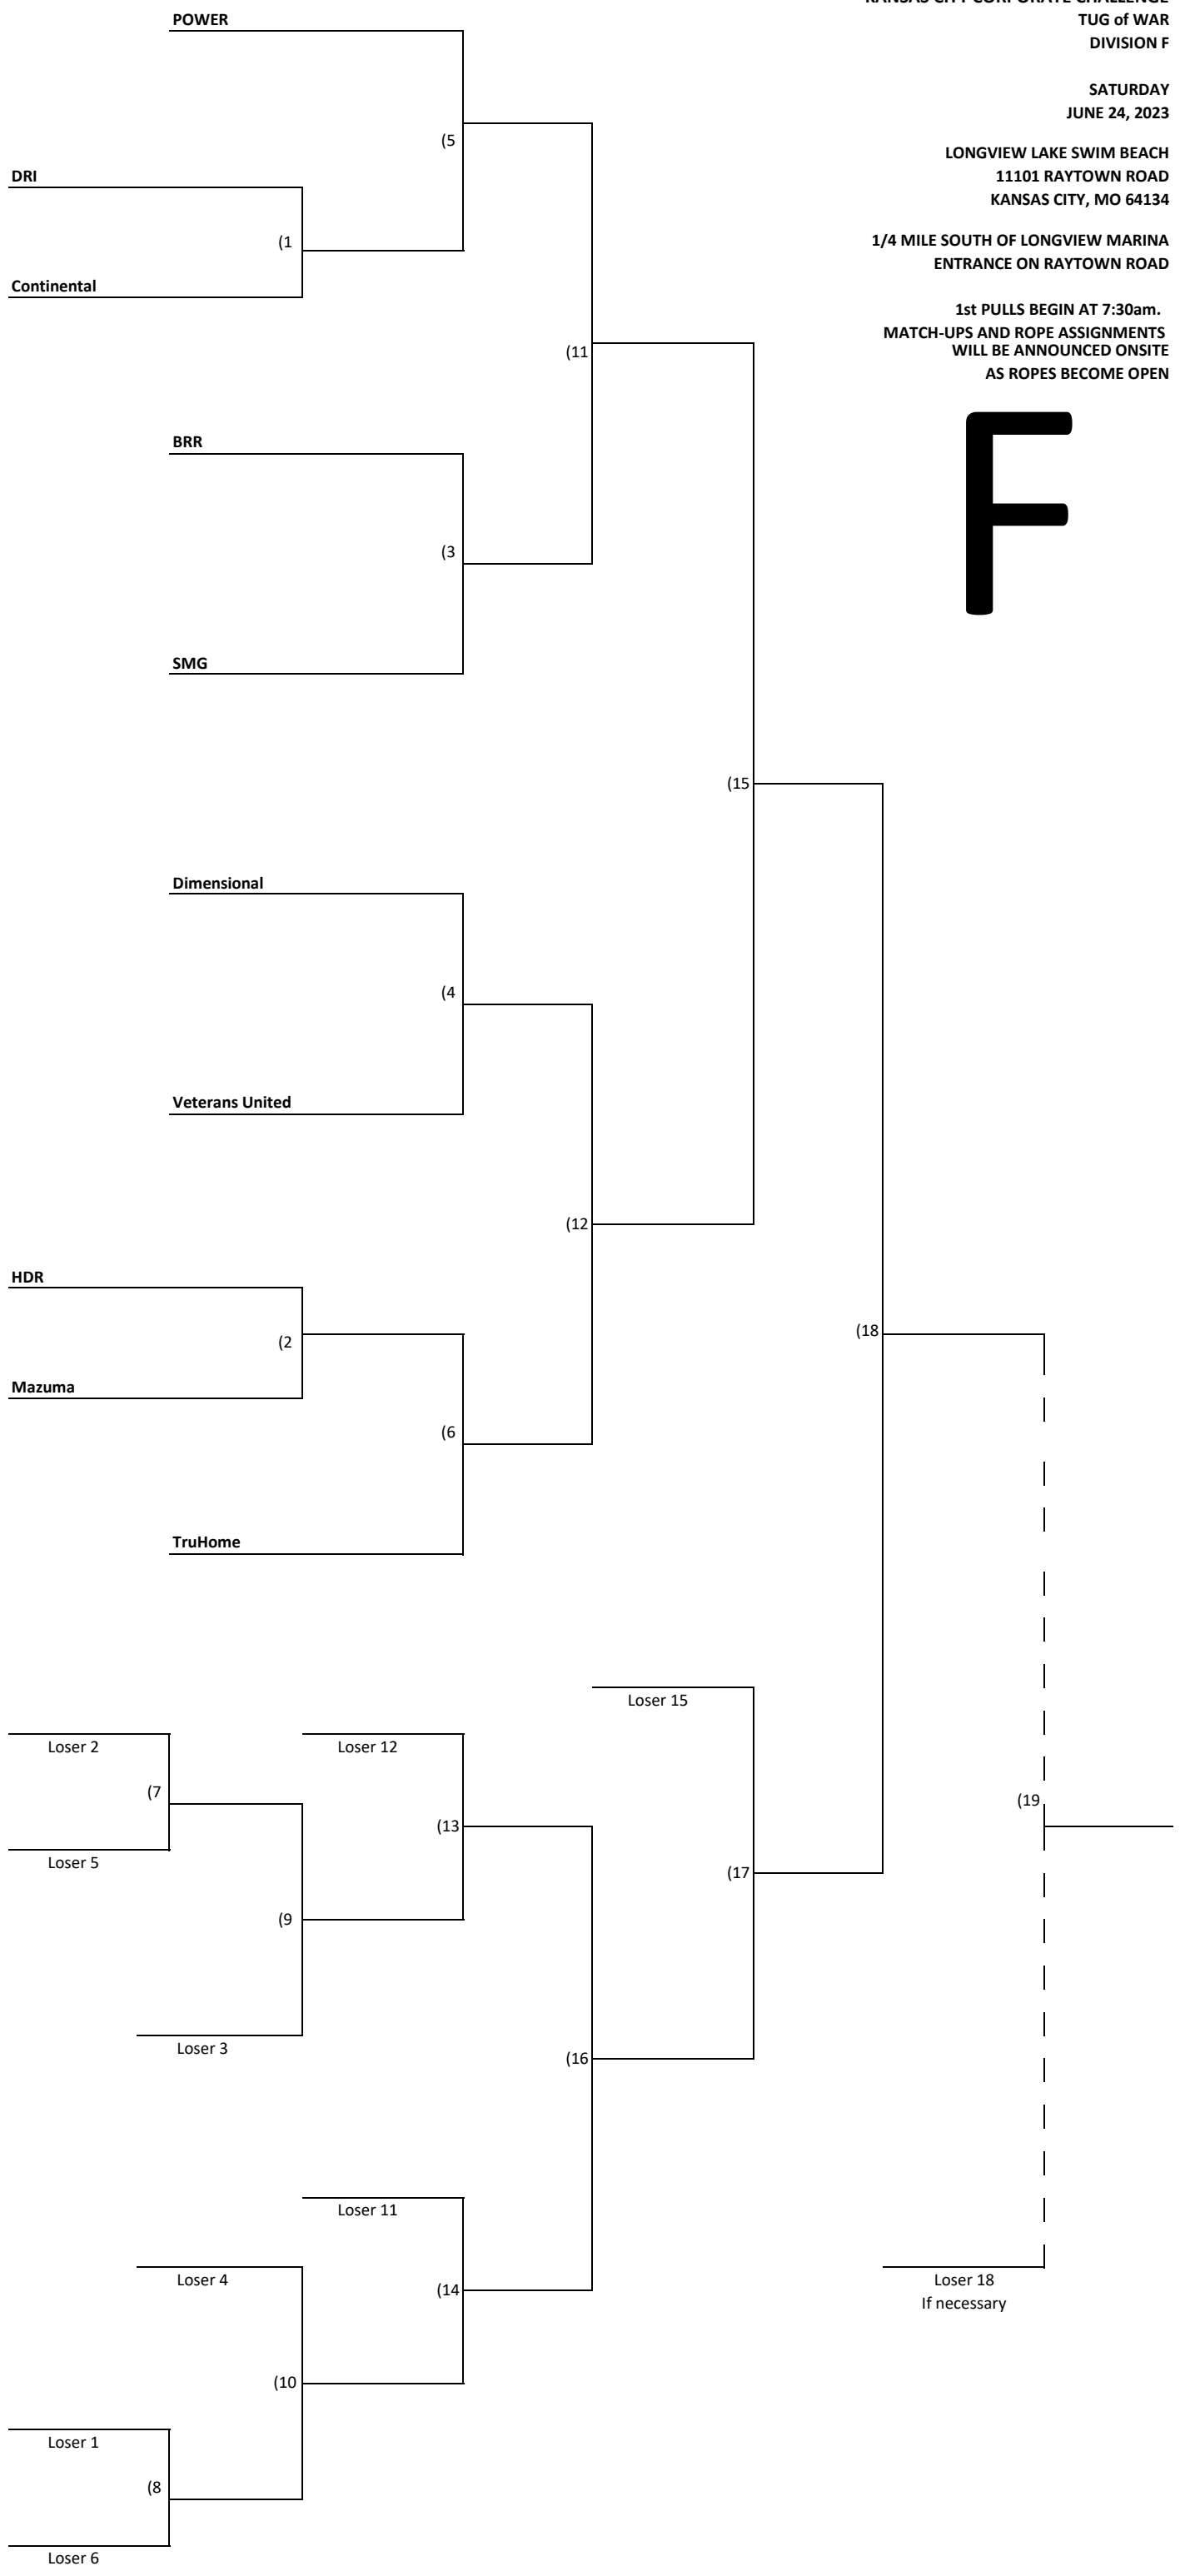 KANSAS CITY CORPORATE CHALLENGE
TUG of WAR
DIVISION F
SATURDAY
JUNE 24, 2023
LONGVIEW LAKE SWIM BEACH
11101 RAYTOWN ROAD
KANSAS CITY, MO 64134
1/4 MILE SOUTH OF LONGVIEW MARINA
ENTRANCE ON RAYTOWN ROAD
1st PULLS BEGIN AT 7:30am.
MATCH-UPS AND ROPE ASSIGNMENTS
WILL BE ANNOUNCED ONSITE
AS ROPES BECOME OPEN
F
POWER
(5
DRI
(1
Continental
(11
BRR
(3
SMG
(15
Dimensional
(4
Veterans United
(12
HDR
(2
(18
Mazuma
(6
TruHome
Loser 15
Loser 2
Loser 12
(7
(19
(13
Loser 5
(17
(9
Loser 3
(16
Loser 11
Loser 4
(14
Loser 18
If necessary
(10
Loser 1
(8
Loser 6